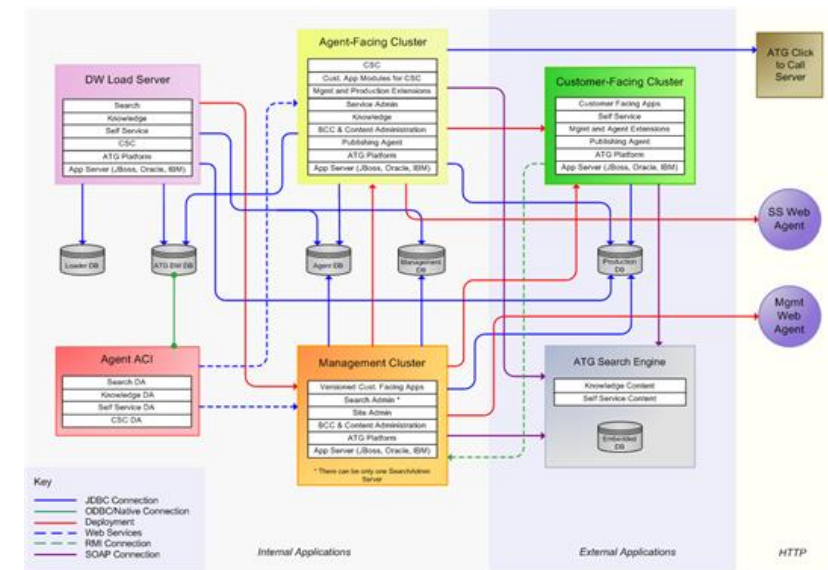 Agent-Facing Cluster
CSC
Cust. App Modules for CSC
Mgmt and Production Extensions
Service Admin
Knowledge
BCC & Content Administration
Publishing Agent
ATG Platform
App Server (JBoss, Oracle, IBM)
ATG Click
to Call
Server
DW Load Server
Search
Knowledge
Self Service
CSC
ATG Platform
App Server (JBoss, Oracle, IBM)
Customer-Facing Cluster
Customer Facing Apps
Self Service
Mgmt and Agent Extensions
Publishing Agent
ATG Platform
App Server (JBoss, Oracle, IBM)
SS Web
Agent
Loader DB
ATG DW DB
Agent DB
Management
DB
Production
DB
Mgmt
Web
Agent
Agent ACI
Search DA
Knowledge DA
Self Service DA
CSC DA
Management Cluster
Versioned Cust. Facing Apps
Search Admin *
Site Admin
BCC & Content Administration
ATG Platform
App Server (JBoss, Oracle, IBM)
* There can be only one SearchAdmin
Server
ATG Search Engine
Knowledge Content
Self Service Content
Embedded
DB
Key
JDBC Connection
ODBC/Native Connection
Deployment
Web Services
RMI Connection
SOAP Connection
Internal Applications
External Applications
HTTP